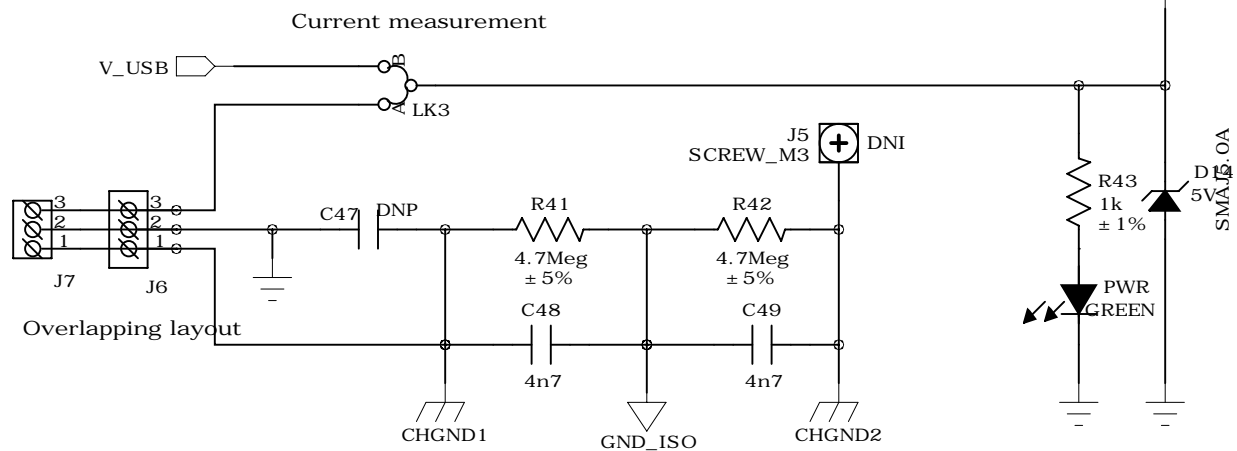 Current measurement
V_USB
B
A
LK3
J5
SCREW_M3
DNI
SMAJ5.0A
D14
5V
R43
1k
± 1%
3
2
1
3
2
1
J7
J6
C47
DNP
R41
4.7Meg
± 5%
R42
4.7Meg
± 5%
PWR
GREEN
Overlapping layout
C48
4n7
C49
4n7
CHGND1
GND_ISO
CHGND2